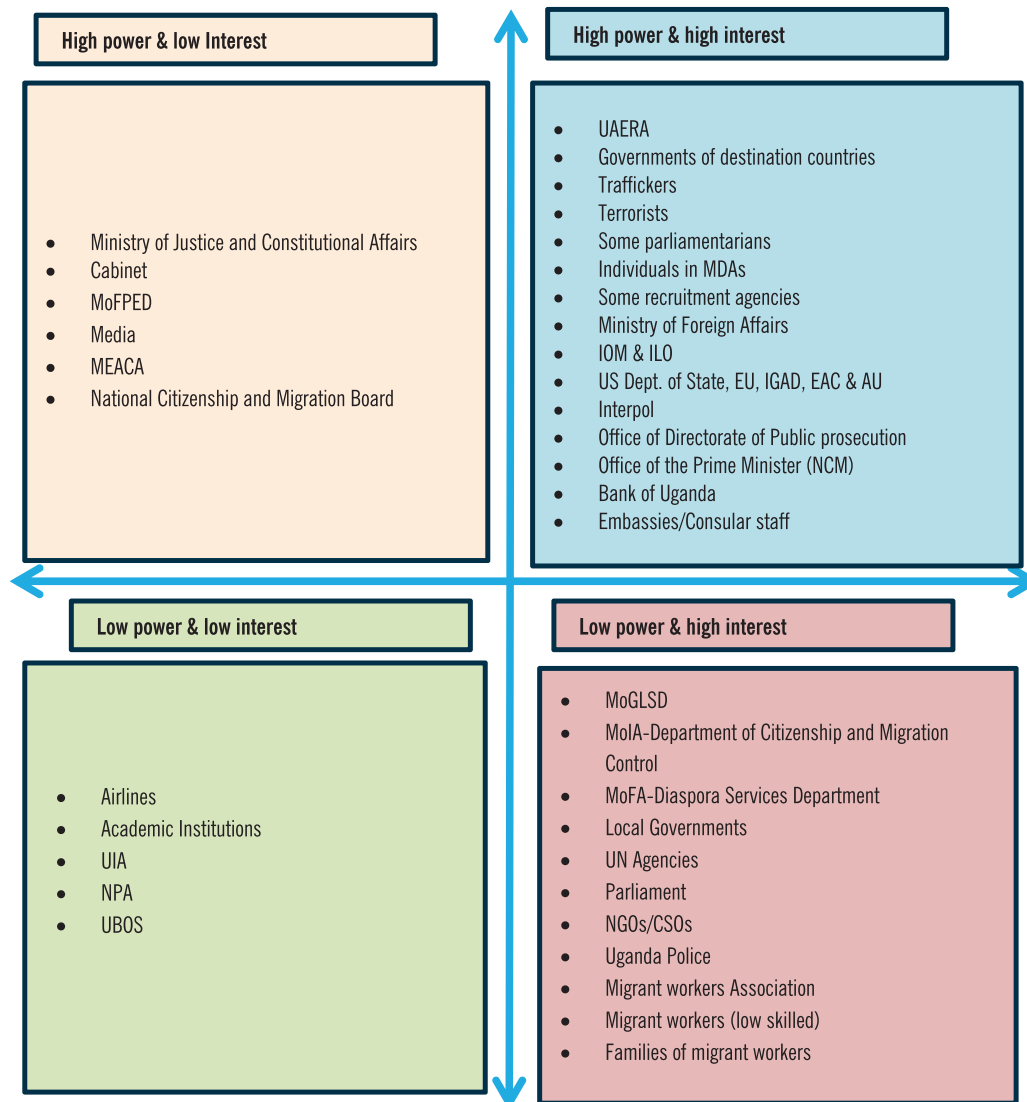 High power & low Interest
• Ministry of Justice and Constitutional Affairs
• Cabinet
• MoFPED
• Media
• MEACA
• National Citizenship and Migration Board
High power & high interest
• UAERA
• Governments of destination countries
• Traffickers
• Terrorists
• Some parliamentarians
• Individuals in MDAs
• Some recruitment agencies
• Ministry of Foreign Affairs
• IOM & ILO
• US Dept. of State, EU, IGAD, EAC & AU
• Interpol
• Office of Directorate of Public prosecution
• Office of the Prime Minister (NCM)
• Bank of Uganda
• Embassies/Consular staff
Low power & low interest
• Airlines
• Academic Institutions
• UIA
• NPA
• UBOS
Low power & high interest
• MoGLSD
• MoIA-Department of Citizenship and Migration
Control
• MoFA-Diaspora Services Department
• Local Governments
• UN Agencies
• Parliament
• NGOs/CSOs
• Uganda Police
• Migrant workers Association
• Migrant workers (low skilled)
• Families of migrant workers